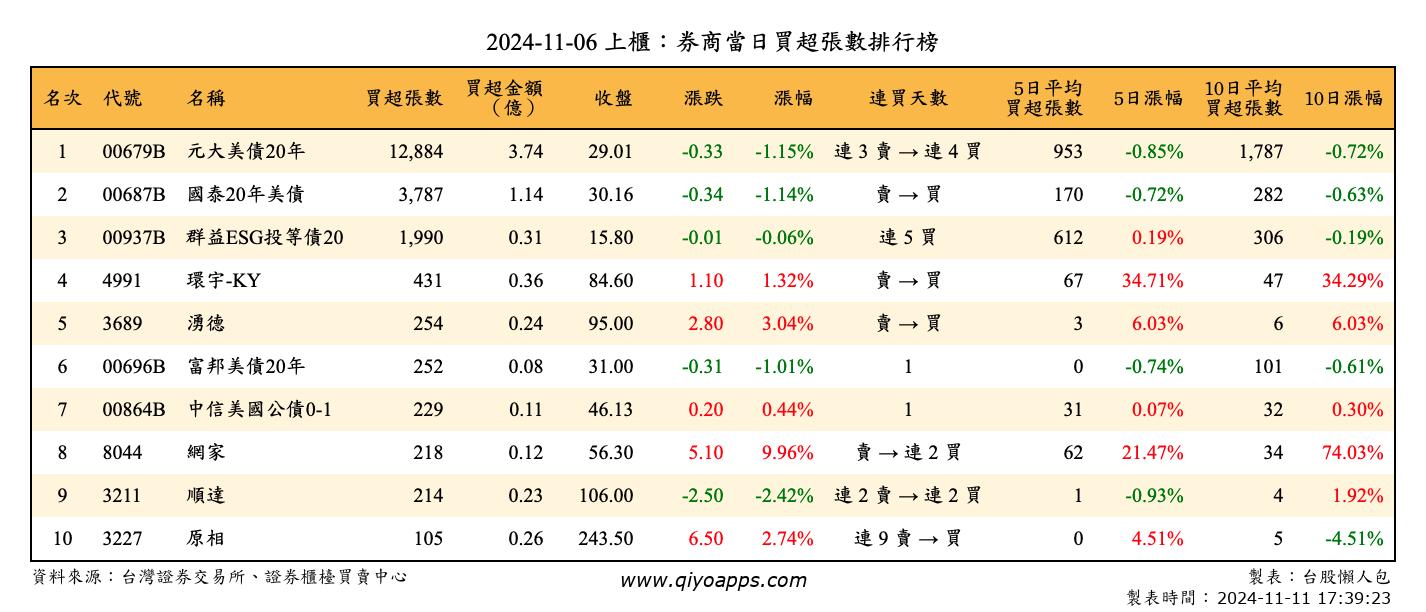 2024-11-06 上櫃：券商當日買超張數排行榜
名次 代號 名稱 買超張數 買超金額（億） 收盤 漲跌 漲幅 連買天數 5日平均買超張數 5日漲幅 10日平均買超張數 10日漲幅
1 00679B 元大美債20年 12,884 3.74 29.01 -0.33 -1.15% 連 3 賣 → 連 4 買 953 -0.85% 1,787 -0.72%
2 00687B 國泰20年美債 3,787 1.14 30.16 -0.34 -1.14% 賣 → 買 170 -0.72% 282 -0.63%
3 00937B 群益ESG投等債20 1,990 0.31 15.80 -0.01 -0.06% 連 5 買 612 0.19% 306 -0.19%
4 4991 環宇-KY 431 0.36 84.60 1.10 1.32% 賣 → 買 67 34.71% 47 34.29%
5 3689 湧德 254 0.24 95.00 2.80 3.04% 賣 → 買 3 6.03% 6 6.03%
6 00696B 富邦美債20年 252 0.08 31.00 -0.31 -1.01% 1 0 -0.74% 101 -0.61%
7 00864B 中信美國公債0-1 229 0.11 46.13 0.20 0.44% 1 31 0.07% 32 0.30%
8 8044 網家 218 0.12 56.30 5.10 9.96% 賣 → 連 2 買 62 21.47% 34 74.03%
9 3211 順達 214 0.23 106.00 -2.50 -2.42% 連 2 賣 → 連 2 買 1 -0.93% 4 1.92%
10 3227 原相 105 0.26 243.50 6.50 2.74% 連 9 賣 → 買 0 4.51% 5 -4.51%
資料來源：台灣證券交易所、證券櫃檯買賣中心 www.qiyoapps.com 製表：台股懶人包
製表時間：2024-11-11 17:39:23